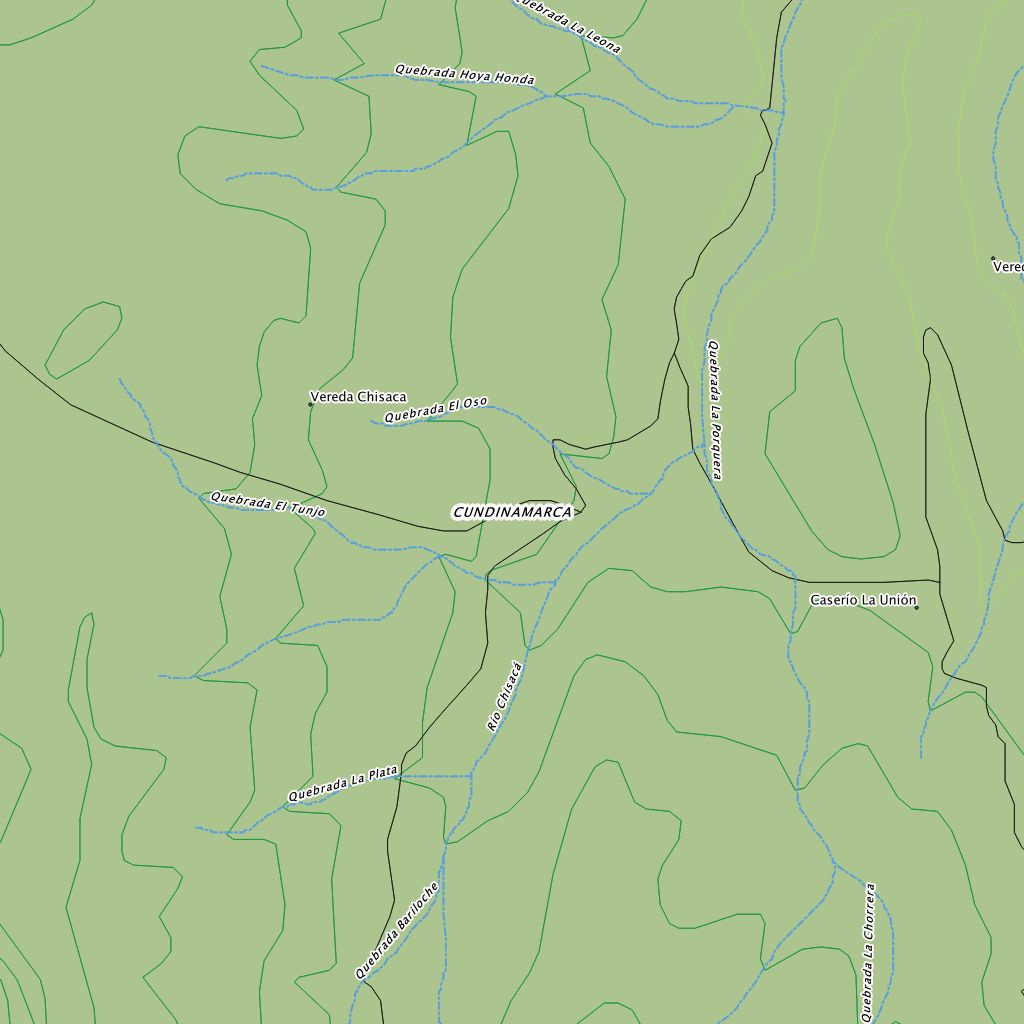 Quebrada La Leona
Quebrada Hoya Honda
Quebrada La Porquera
Vereda Chisaca
Quebrada El Oso
Quebrada El Tunjo
CUNDINAMARCA
Caserío La Unión
Río Chisacá
Quebrada La Plata
Quebrada Bariloche
Quebrada La Chorrera